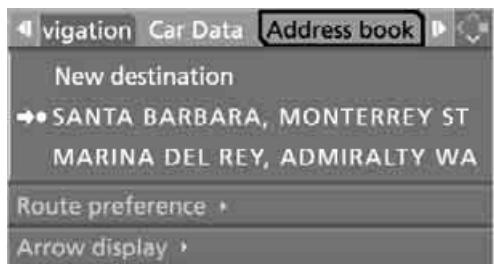 vigation Car Data Address book
New destination
SANTA BARBARA, MONTERREY ST
MARINA DEL REY, ADMIRALTY WA
Route preference
Arrow display